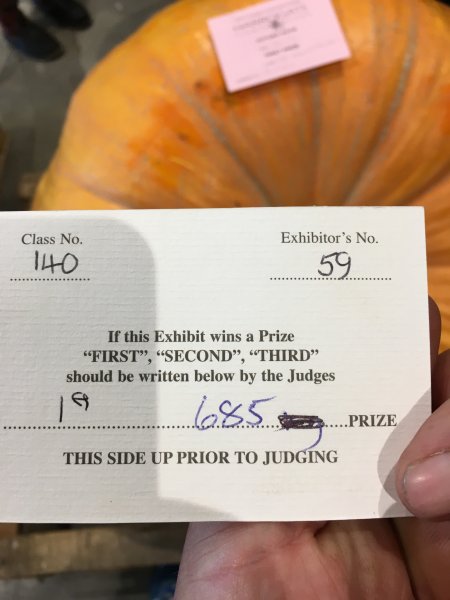 Class No.
Exhibitor's No.
140
59
If this Exhibit wins a Prize
“FIRST”, “SECOND”, “THIRD”
should be written below by the Judges
1st 685 PRIZE
THIS SIDE UP PRIOR TO JUDGING